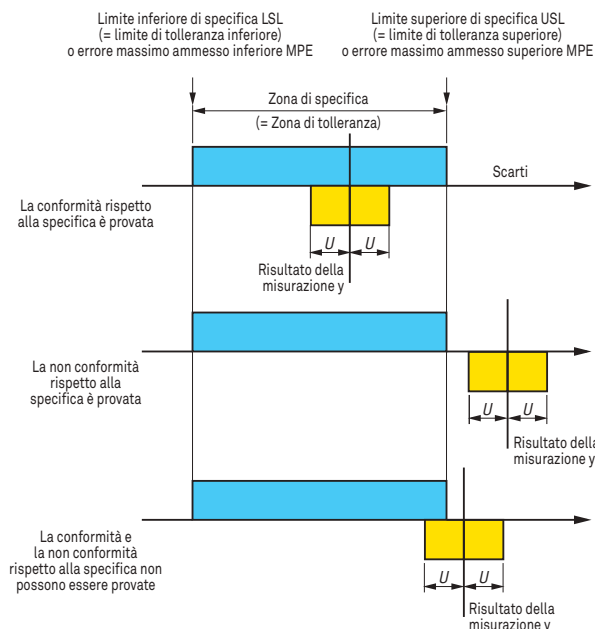 Limite inferiore di specifica LSL
(= limite di tolleranza inferiore)
o errore massimo ammesso inferiore MPE
Limite superiore di specifica USL
(= limite di tolleranza superiore)
o errore massimo ammesso superiore MPE
Zona di specifica
(= Zona di tolleranza)
Scarti
La conformità rispetto
alla specifica è provata
U U
Risultato della
misurazione y
La non conformità
rispetto alla
specifica è provata
U U
Risultato della
misurazione y
La conformità e
la non conformità
rispetto alla specifica non
possono essere provate
U U
Risultato della
misurazione y